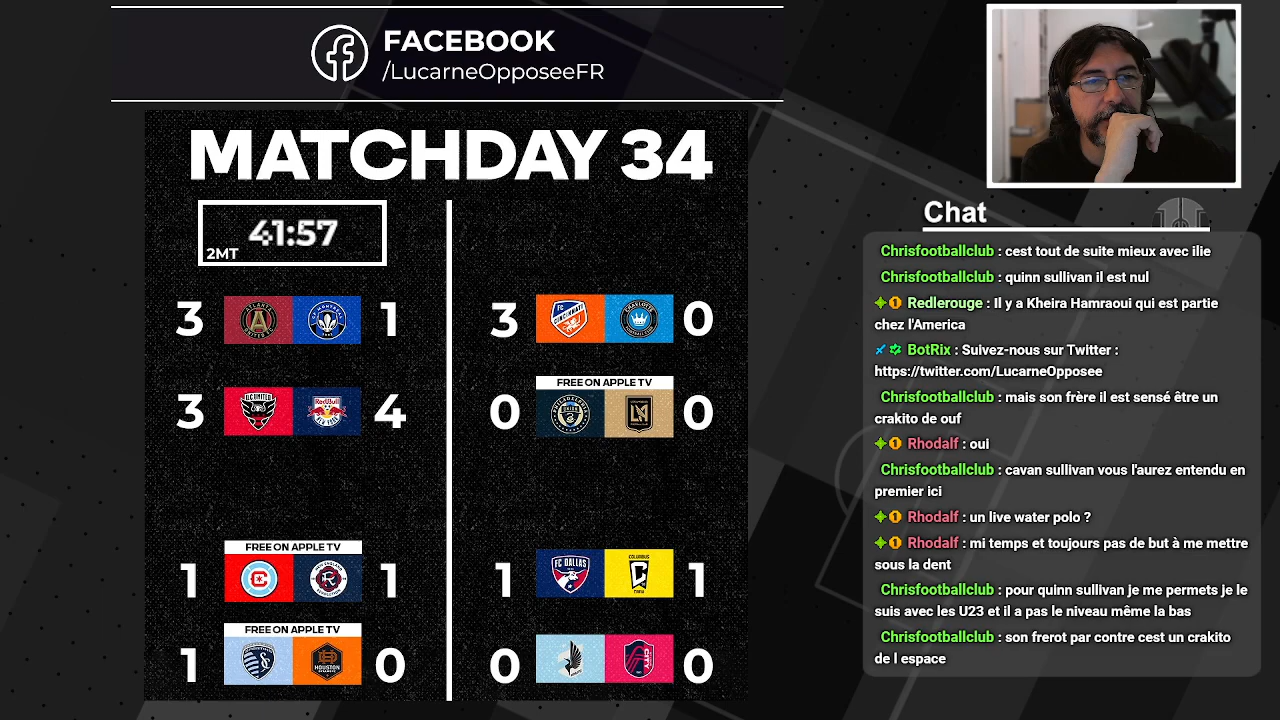 FACEBOOK
/LucarneOpposeeFR
MATCHDAY 34
41:57
2MT
3 1
3 0
3 4
FREE ON APPLE TV
0 0
FREE ON APPLE TV
1 1
1 1
FREE ON APPLE TV
1 0
0 0
Chat
Chrisfootballclub : cest tout de suite mieux avec ilie
Chrisfootballclub : quinn sullivan il est nul
Redlerouge : Il y a Kheira Hamraoui qui est partie
chez l'America
BotRix : Suivez-nous sur Twitter :
https://twitter.com/LucarneOpposee
Chrisfootballclub : mais son frère il est sensé être un
crakito de ouf
Rhodalf : oui
Chrisfootballclub : cavan sullivan vous l'aurez entendu en
premier ici
Rhodalf : un live water polo ?
Rhodalf : mi temps et toujours pas de but à me mettre
sous la dent
Chrisfootballclub : pour quinn sullivan je me permets je le
suis avec les U23 et il a pas le niveau même la bas
Chrisfootballclub : son frerot par contre cest un crakito
de l espace